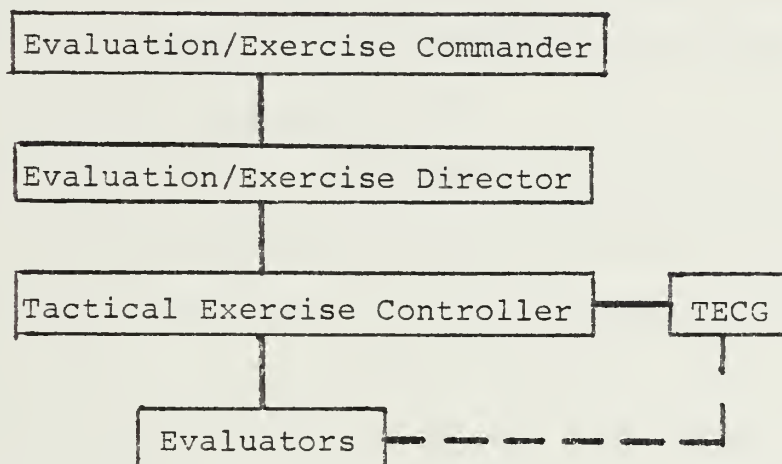 Evaluation/Exercise Commander
Evaluation/Exercise Director
Tactical Exercise Controller
TECG
Evaluators